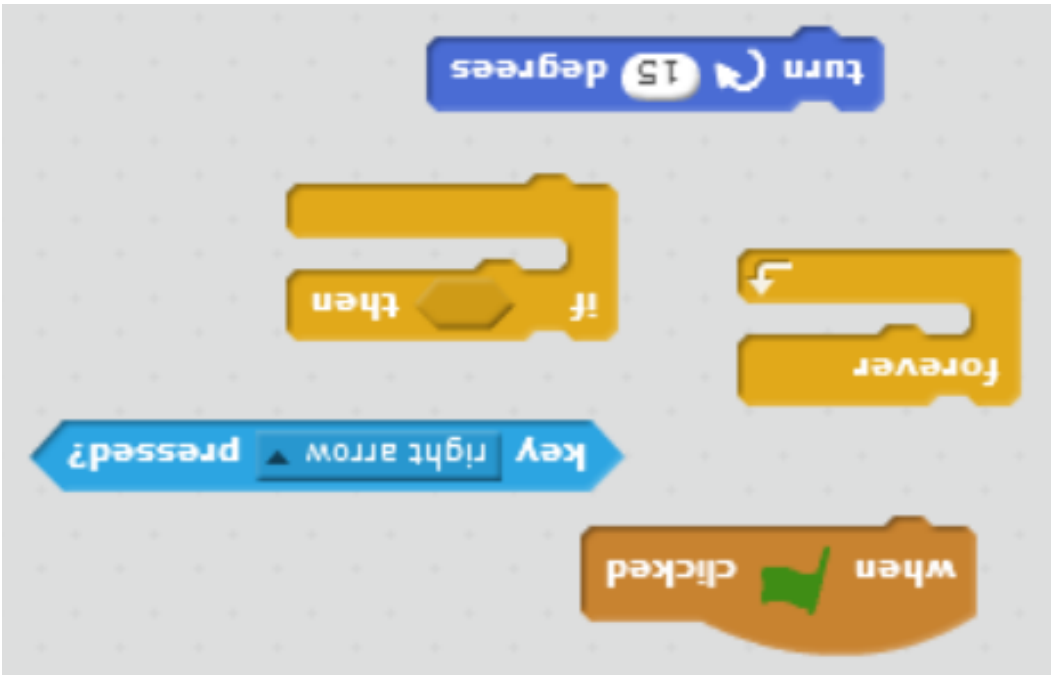 when clicked
key right arrow pressed?
forever
if then
turn 15 degrees